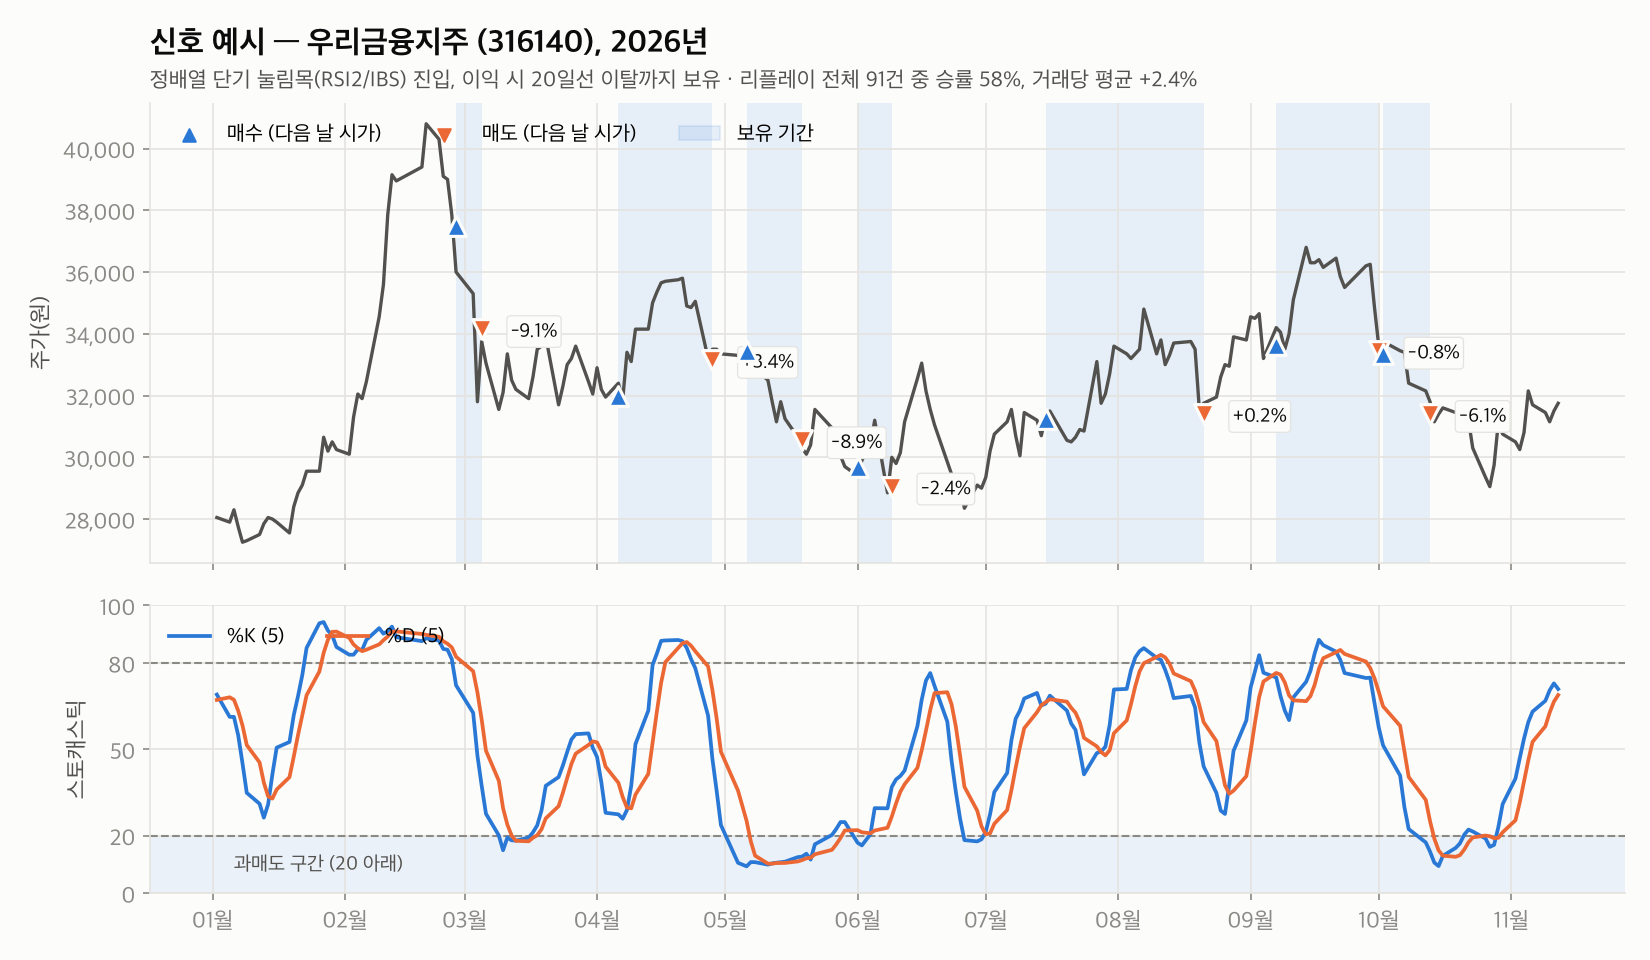 신호 예시 — 우리금융지주 (316140), 2026년
정배열 단기 눌림목(RSI2/IBS) 진입, 이익 시 20일선 이탈까지 보유 · 리플레이 전체 91건 중 승률 58%, 거래당 평균 +2.4%
매수 (다음 날 시가) 매도 (다음 날 시가) 보유 기간
주가(원)
40,000
38,000
36,000
34,000
32,000
30,000
28,000
-9.1%
3.4%
-8.9%
-2.4%
+0.2%
-0.8%
-6.1%
%K (5) %D (5)
스토캐스틱
100
80
50
20
0
과매도 구간 (20 아래)
01월 02월 03월 04월 05월 06월 07월 08월 09월 10월 11월